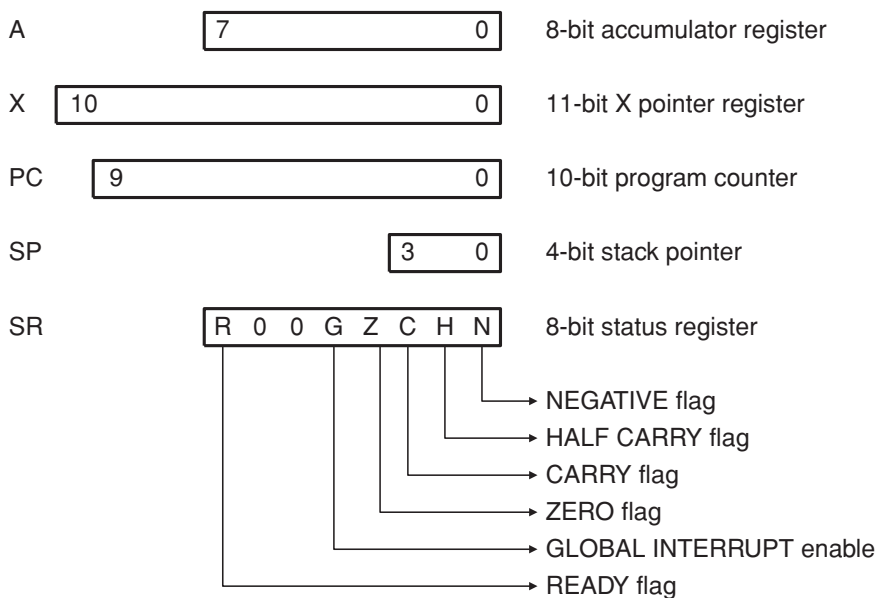 A 7 0 8-bit accumulator register
X 10 0 11-bit X pointer register
PC 9 0 10-bit program counter
SP 3 0 4-bit stack pointer
SR R 0 0 G Z C H N 8-bit status register
NEGATIVE flag
HALF CARRY flag
CARRY flag
ZERO flag
GLOBAL INTERRUPT enable
READY flag